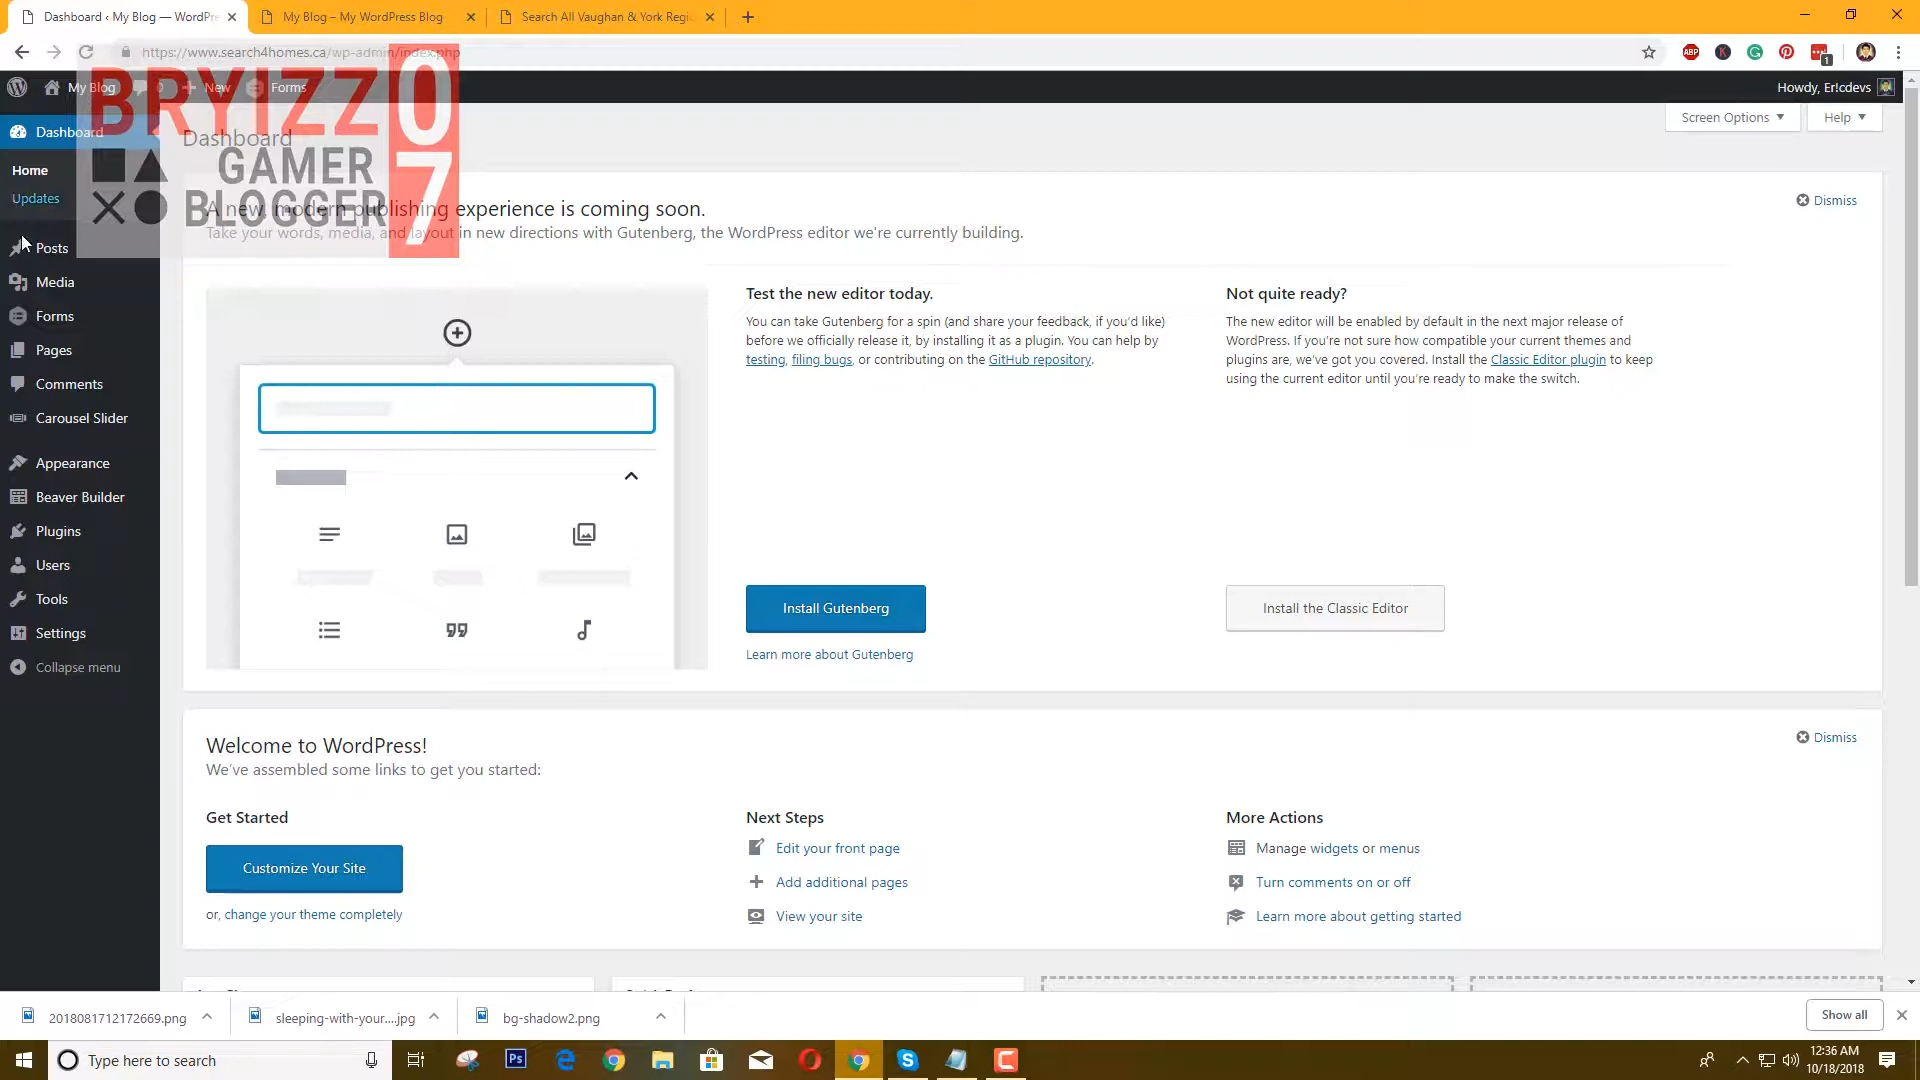 Dashboard ‹ My Blog — WordPre
My Blog – My WordPress Blog
Search All Vaughan & York Regio
https://www.search4homes.ca/wp-admin/index.php
ABP
K
G
1
My Blog
0
New
Forms
Howdy, Er!cdevs
BRYIZZ
07
GAMER
BLOGGER
Dashboard
Dashboard
Screen Options
Help
Home
Updates
Posts
Media
Forms
Pages
Comments
Carousel Slider
Appearance
Beaver Builder
Plugins
Users
Tools
Settings
Collapse menu
A new, modern publishing experience is coming soon.
Dismiss
Take your words, media, and layout in new directions with Gutenberg, the WordPress editor we're currently building.
Test the new editor today.
You can take Gutenberg for a spin (and share your feedback, if you'd like)
before we officially release it, by installing it as a plugin. You can help by
testing, filing bugs, or contributing on the GitHub repository.
Install Gutenberg
Learn more about Gutenberg
Not quite ready?
The new editor will be enabled by default in the next major release of
WordPress. If you're not sure how compatible your current themes and
plugins are, we've got you covered. Install the Classic Editor plugin to keep
using the current editor until you're ready to make the switch.
Install the Classic Editor
Welcome to WordPress!
Dismiss
We've assembled some links to get you started:
Get Started
Customize Your Site
or, change your theme completely
Next Steps
Edit your front page
Add additional pages
View your site
More Actions
Manage widgets or menus
Turn comments on or off
Learn more about getting started
2018081712172669.png
sleeping-with-your....jpg
bg-shadow2.png
Show all
Type here to search
Ps
12:36 AM
10/18/2018